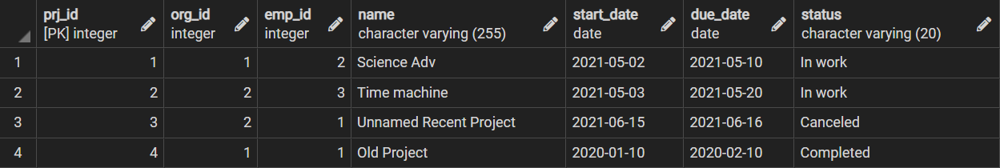 prj_id org_id emp_id name start_date due_date status
[PK] integer integer integer character varying (255) date date character varying (20)
1 1 1 2 Science Adv 2021-05-02 2021-05-10 In work
2 2 2 3 Time machine 2021-05-03 2021-05-20 In work
3 3 2 1 Unnamed Recent Project 2021-06-15 2021-06-16 Canceled
4 4 1 1 Old Project 2020-01-10 2020-02-10 Completed